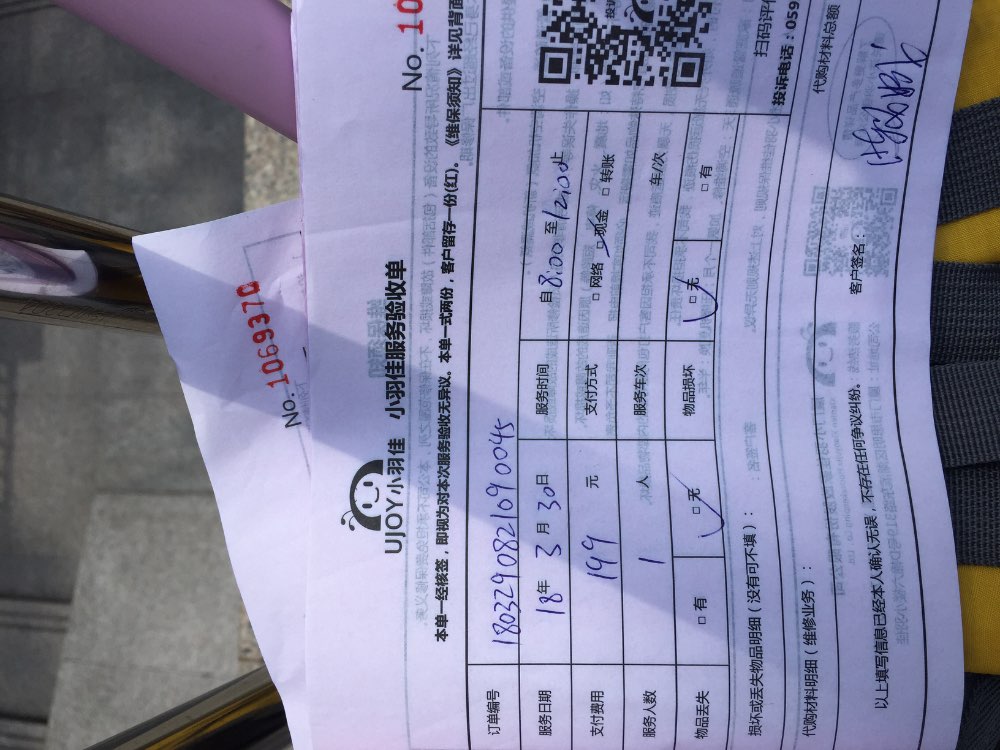 No. 10
No. 1069370
UJOY小羽佳 小羽佳服务验收单
本单一经核签，即视为对本次服务验收无异议。本单一式两份，客户留存一份(红)。《维保须知》详见背面
订单编号 1803290821090045
服务日期 18年 3月 30日 服务时间 自 8:00 至 12:00止
支付费用 199 元 支付方式 □ 网络 □ 现金 □ 转账
服务人数 1 人 服务车次 车/次
物品丢失 □ 有 □ 无 物品损坏 □ 无 □ 有
损坏或丢失物品明细（没有可不填）：
扫码评价
投诉电话：059
代购材料明细（维修业务）： 代购材料总额
以上填写信息已经本人确认无误，不存在任何争议纠纷。 客户签名：